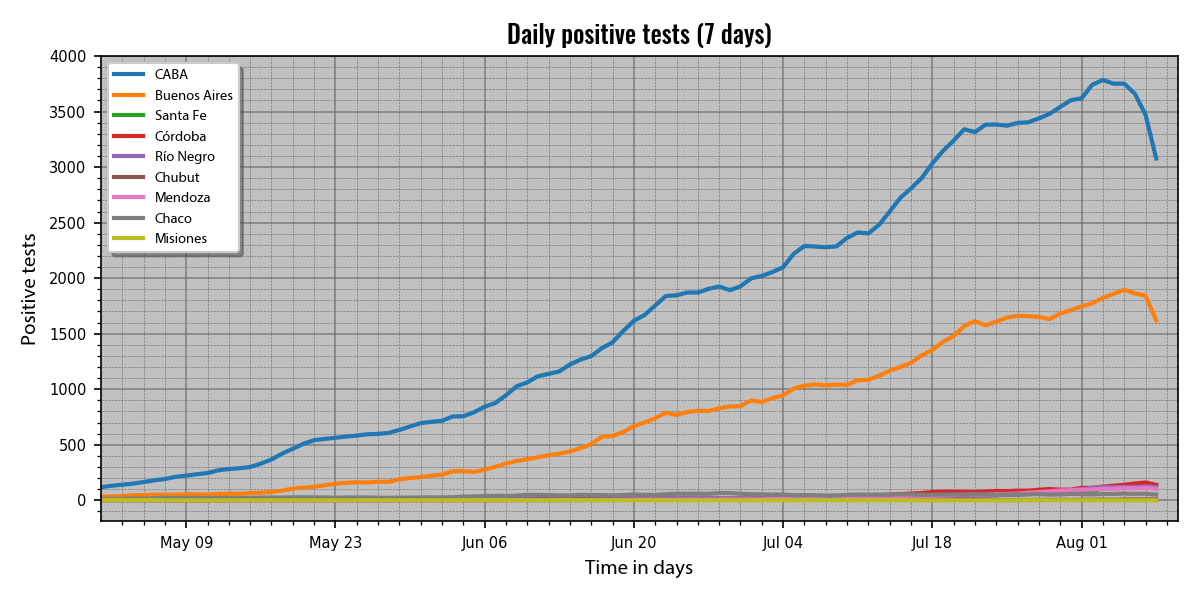 Daily positive tests (7 days)
4000
3500
3000
2500
2000
1500
1000
500
0
Positive tests
CABA
Buenos Aires
Santa Fe
Córdoba
Río Negro
Chubut
Mendoza
Chaco
Misiones
May 09
May 23
Jun 06
Jun 20
Jul 04
Jul 18
Aug 01
Time in days